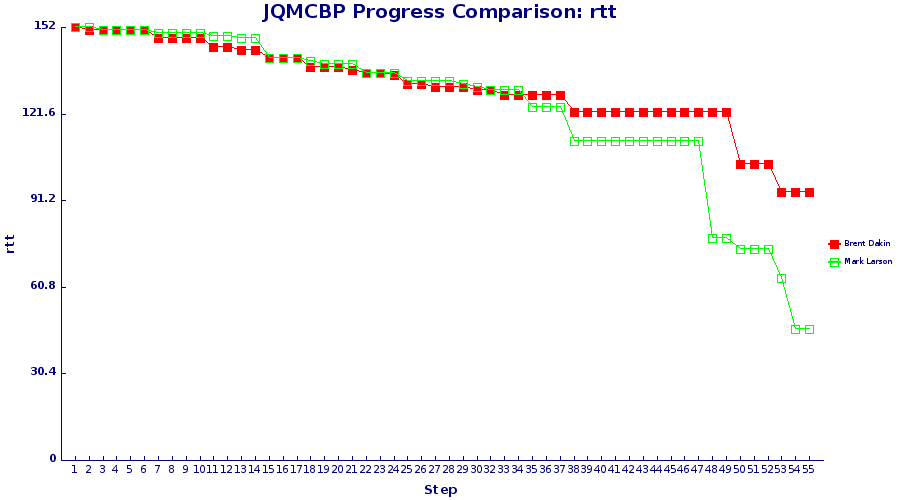 JQMCBP Progress Comparison: rtt
152
121.6
91.2
60.8
30.4
0
rtt
1 2 3 4 5 6 7 8 9 10 11 12 13 14 15 16 17 18 19 20 21 22 23 24 25 26 27 28 29 30 31 32 33 34 35 36 37 38 39 40 41 42 43 44 45 46 47 48 49 50 51 52 53 54 55
Step
Brent Dakin
Mark Larson